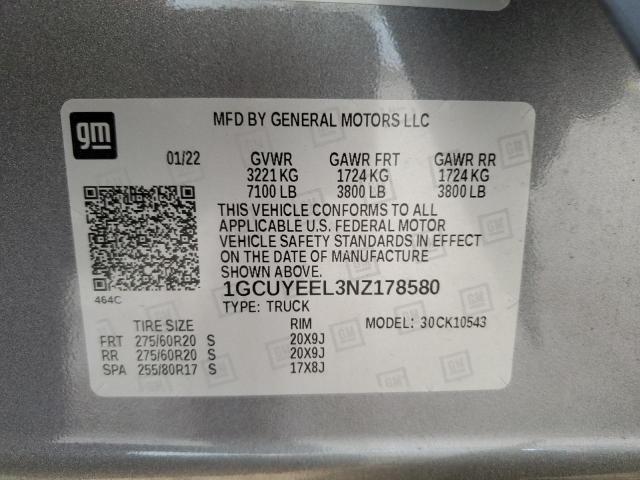 gm
MFD BY GENERAL MOTORS LLC
01/22 GVWR GAWR FRT GAWR RR
3221 KG 1724 KG 1724 KG
7100 LB 3800 LB 3800 LB
THIS VEHICLE CONFORMS TO ALL
APPLICABLE U.S. FEDERAL MOTOR
VEHICLE SAFETY STANDARDS IN EFFECT
ON THE DATE OF MANUFACTURE
SHOWN ABOVE.
464C
1GCUYEEL3NZ178580
TYPE: TRUCK
TIRE SIZE RIM MODEL: 30CK10543
FRT 275/60R20 S 20X9J
RR 275/60R20 S 20X9J
SPA 255/80R17 S 17X8J